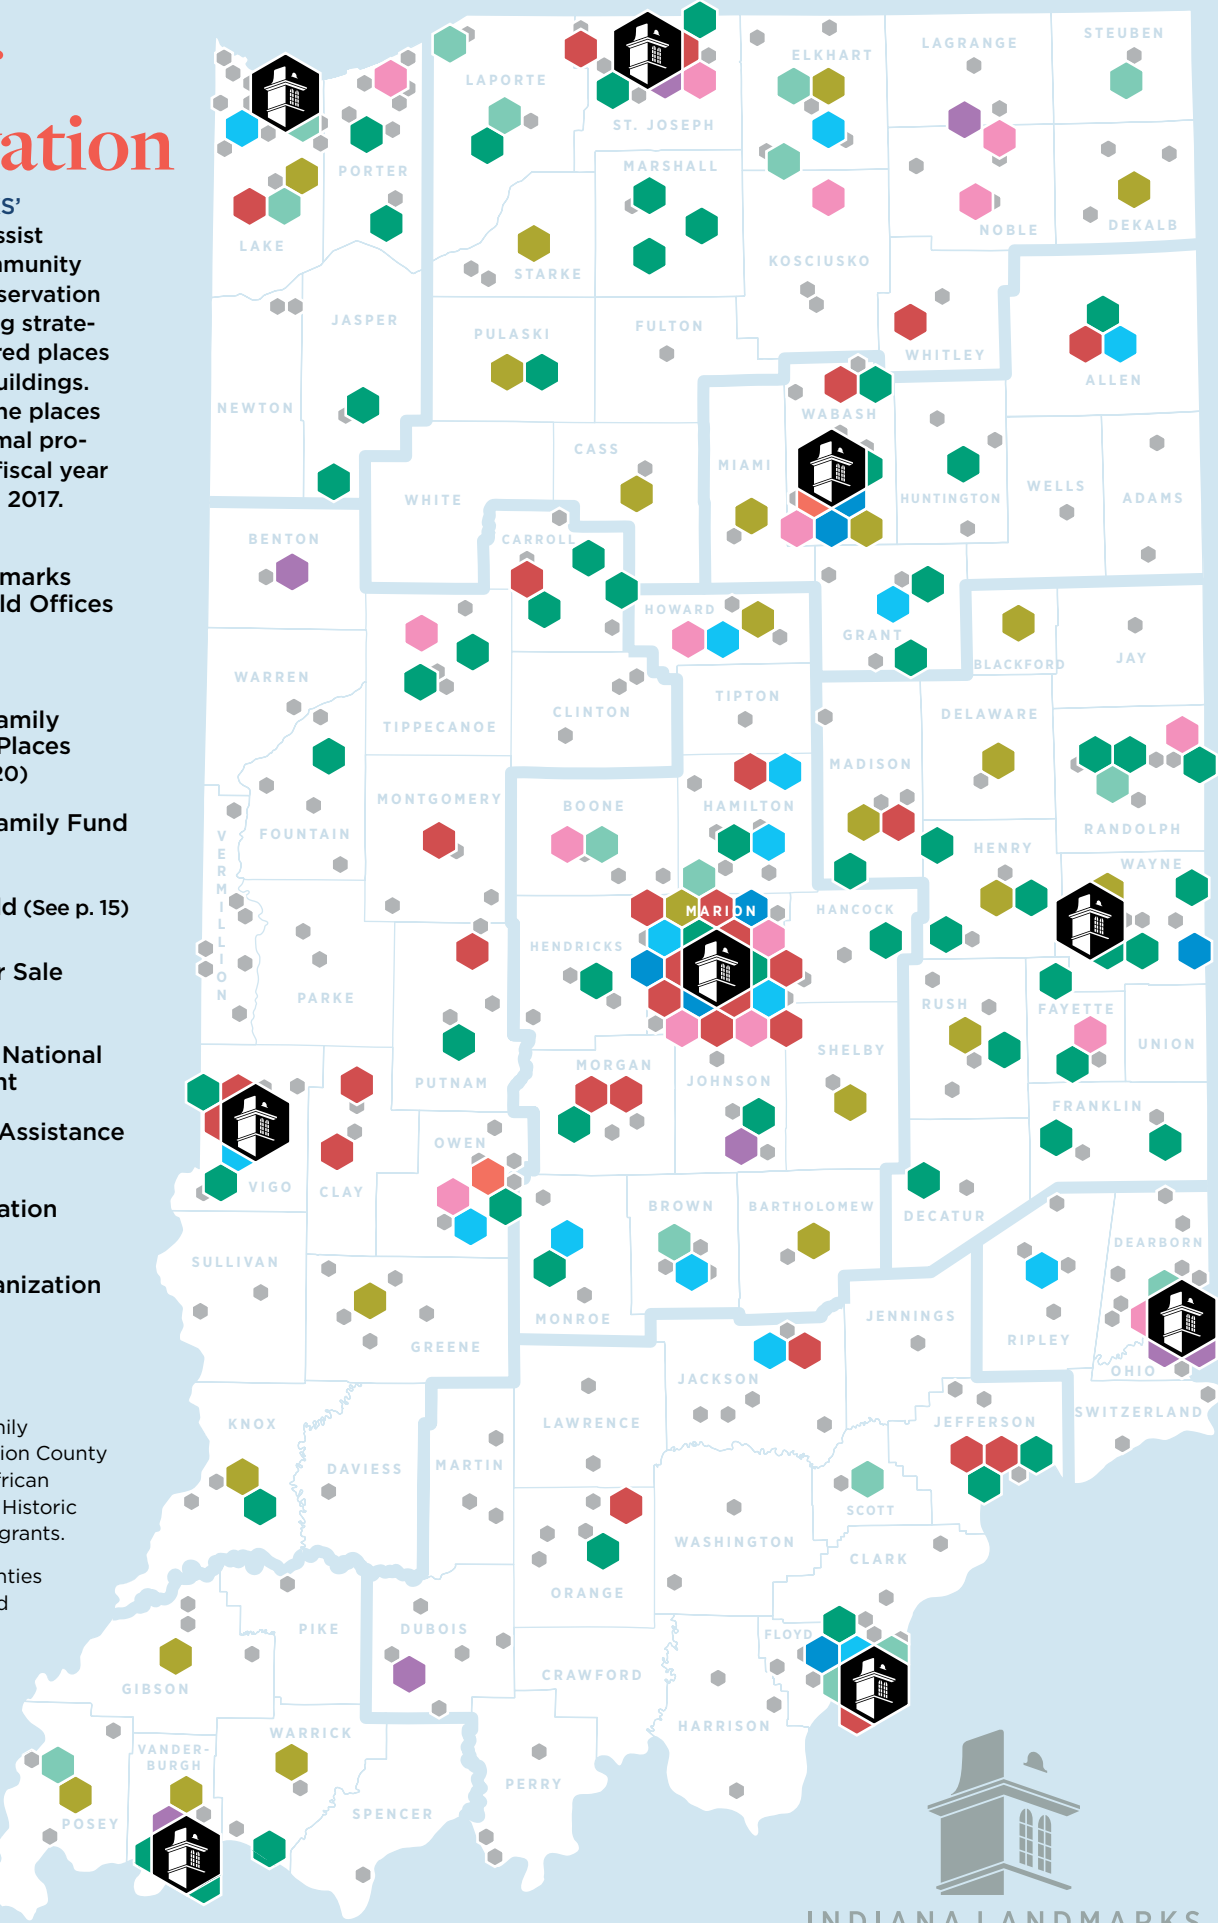 ation
S’
ssist
mmunity
servation
g strate-
red places
uildings.
he places
mal pro-
fiscal year
2017.
marks
ld Offices
amily
Places
20)
amily Fund
ld (See p. 15)
r Sale
National
nt
Assistance
ation
anization
nily
ion County
frican
Historic
grants.
nties
d
LAPORTE
ST. JOSEPH
ELKHART
LAGRANGE
STEUBEN
PORTER
LAKE
MARSHALL
NOBLE
DEKALB
STARKE
KOSCIUSKO
JASPER
PULASKI
FULTON
WHITLEY
ALLEN
NEWTON
WABASH
CASS
MIAMI
WHITE
HUNTINGTON
WELLS
ADAMS
BENTON
CARROLL
HOWARD
GRANT
BLACKFORD
JAY
WARREN
TIPPECANOE
CLINTON
TIPTON
DELAWARE
MADISON
MONTGOMERY
BOONE
HAMILTON
RANDOLPH
FOUNTAIN
VERMILLION
HENRY
WAYNE
MARION
HANCOCK
HENDRICKS
PARKE
RUSH
FAYETTE
UNION
PUTNAM
MORGAN
JOHNSON
SHELBY
FRANKLIN
OWEN
VIGO
CLAY
BROWN
BARTHOLOMEW
DECATUR
DEARBORN
SULLIVAN
MONROE
GREENE
JENNINGS
RIPLEY
OHIO
JACKSON
KNOX
LAWRENCE
JEFFERSON
SWITZERLAND
DAVIESS
MARTIN
SCOTT
WASHINGTON
CLARK
ORANGE
PIKE
DUBOIS
FLOYD
GIBSON
CRAWFORD
HARRISON
WARRICK
VANDER-
BURGH
PERRY
POSEY
SPENCER
INDIANA LANDMARKS